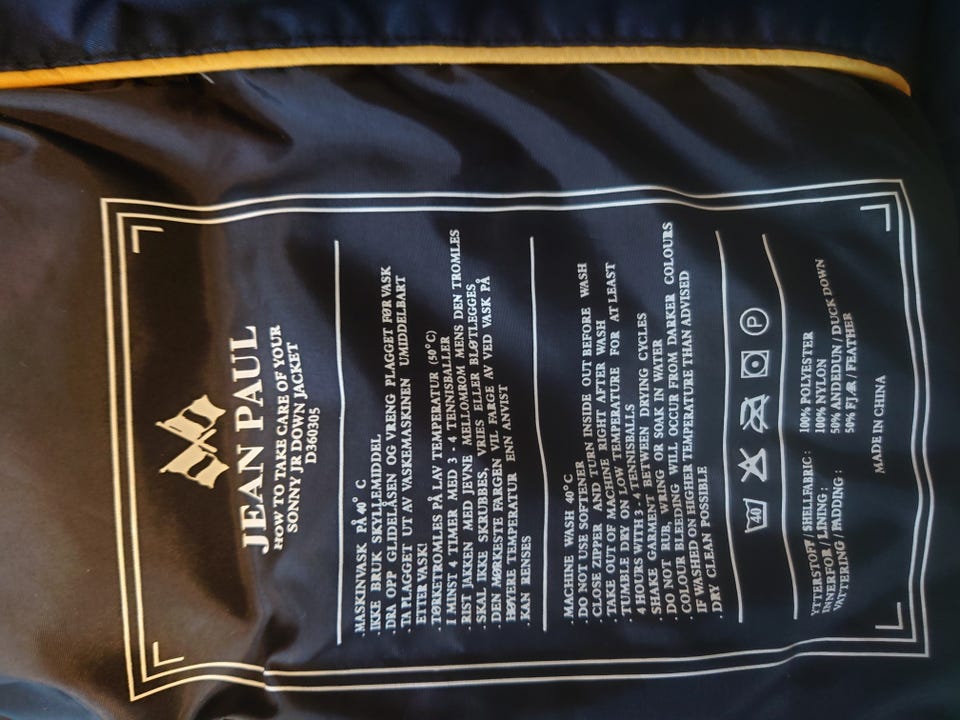 JEAN PAUL
HOW TO TAKE CARE OF YOUR
SONNY JR DOWN JACKET
D360305
.MASKINVASK PÅ 40° C
.IKKE BRUK SKYLLEMIDDEL
.DRA OPP GLIDELÅSEN OG VRENG PLAGGET FØR VASK
.TA PLAGGET UT AV VASKEMASKINEN UMIDDELBART
ETTER VASK!
.TØRKETROMLES PÅ LAV TEMPERATUR (50° C)
I MINST 4 TIMER MED 3 - 4 TENNISBALLER
.RIST JAKKEN MED JEVNE MELLOMROM MENS DEN TROMLES
.SKAL IKKE SKRUBBES, VRIES ELLER BLØTLEGGES
.DEN MØRKESTE FARGEN VIL FARGE AV VED VASK PÅ
HØYERE TEMPERATUR ENN ANVIST
.KAN RENSES
.MACHINE WASH 40° C
.DO NOT USE SOFTENER
.CLOSE ZIPPER AND TURN INSIDE OUT BEFORE WASH
.TAKE OUT OF MACHINE RIGHT AFTER WASH
.TUMBLE DRY ON LOW TEMPERATURE FOR AT LEAST
4 HOURS WITH 3 - 4 TENNISBALLS
.SHAKE GARMENT BETWEEN DRYING CYCLES
.DO NOT RUB, WRING OR SOAK IN WATER
.COLOUR BLEEDING WILL OCCUR FROM DARKER COLOURS
IF WASHED ON HIGHER TEMPERATURE THAN ADVISED
.DRY CLEAN POSSIBLE
40 P
YTTERSTOFF / SHELLFABRIC : 100% POLYESTER
INNERFOR / LINING : 100% NYLON
VATTERING / PADDING : 50% ANDEDUN / DUCK DOWN
50% FJÆR / FEATHER
MADE IN CHINA